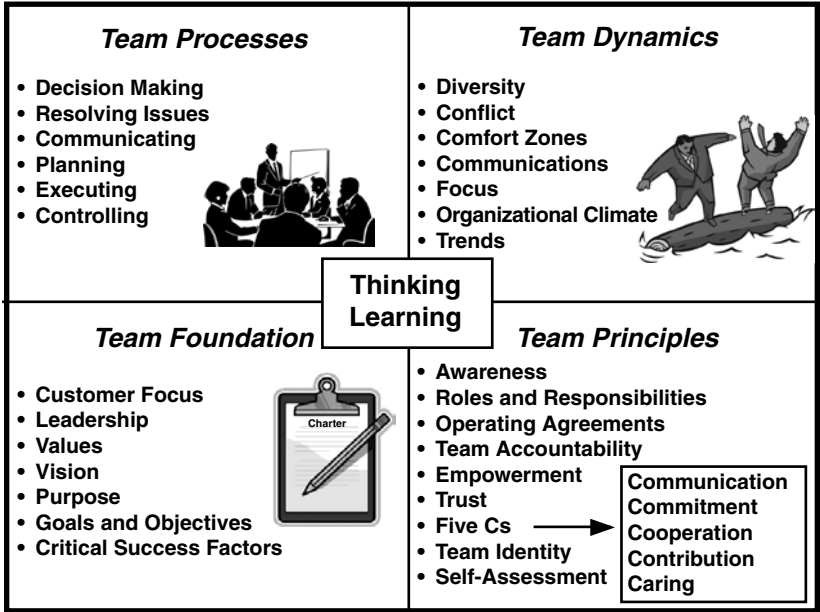 Team Processes
• Decision Making
• Resolving Issues
• Communicating
• Planning
• Executing
• Controlling
Team Dynamics
• Diversity
• Conflict
• Comfort Zones
• Communications
• Focus
• Organizational Climate
• Trends
Thinking
Learning
Team Foundation
• Customer Focus
• Leadership
• Values
• Vision
• Purpose
• Goals and Objectives
• Critical Success Factors
Charter
Team Principles
• Awareness
• Roles and Responsibilities
• Operating Agreements
• Team Accountability
• Empowerment
• Trust
• Five Cs
• Team Identity
• Self-Assessment
Communication
Commitment
Cooperation
Contribution
Caring